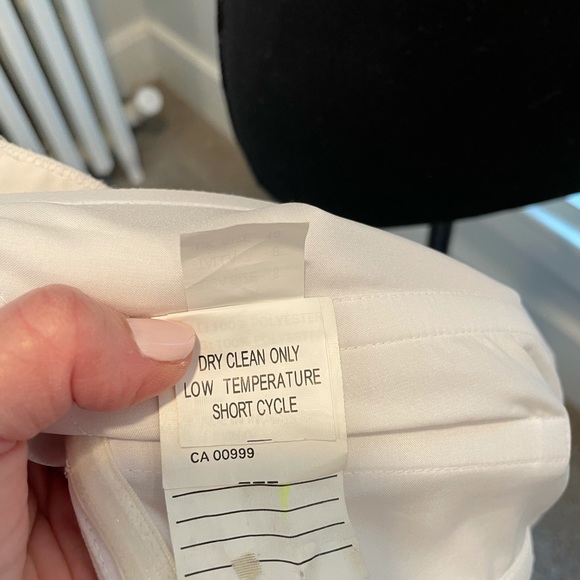 100% POLYESTER
DRY CLEAN ONLY
LOW TEMPERATURE
SHORT CYCLE
CA 00999